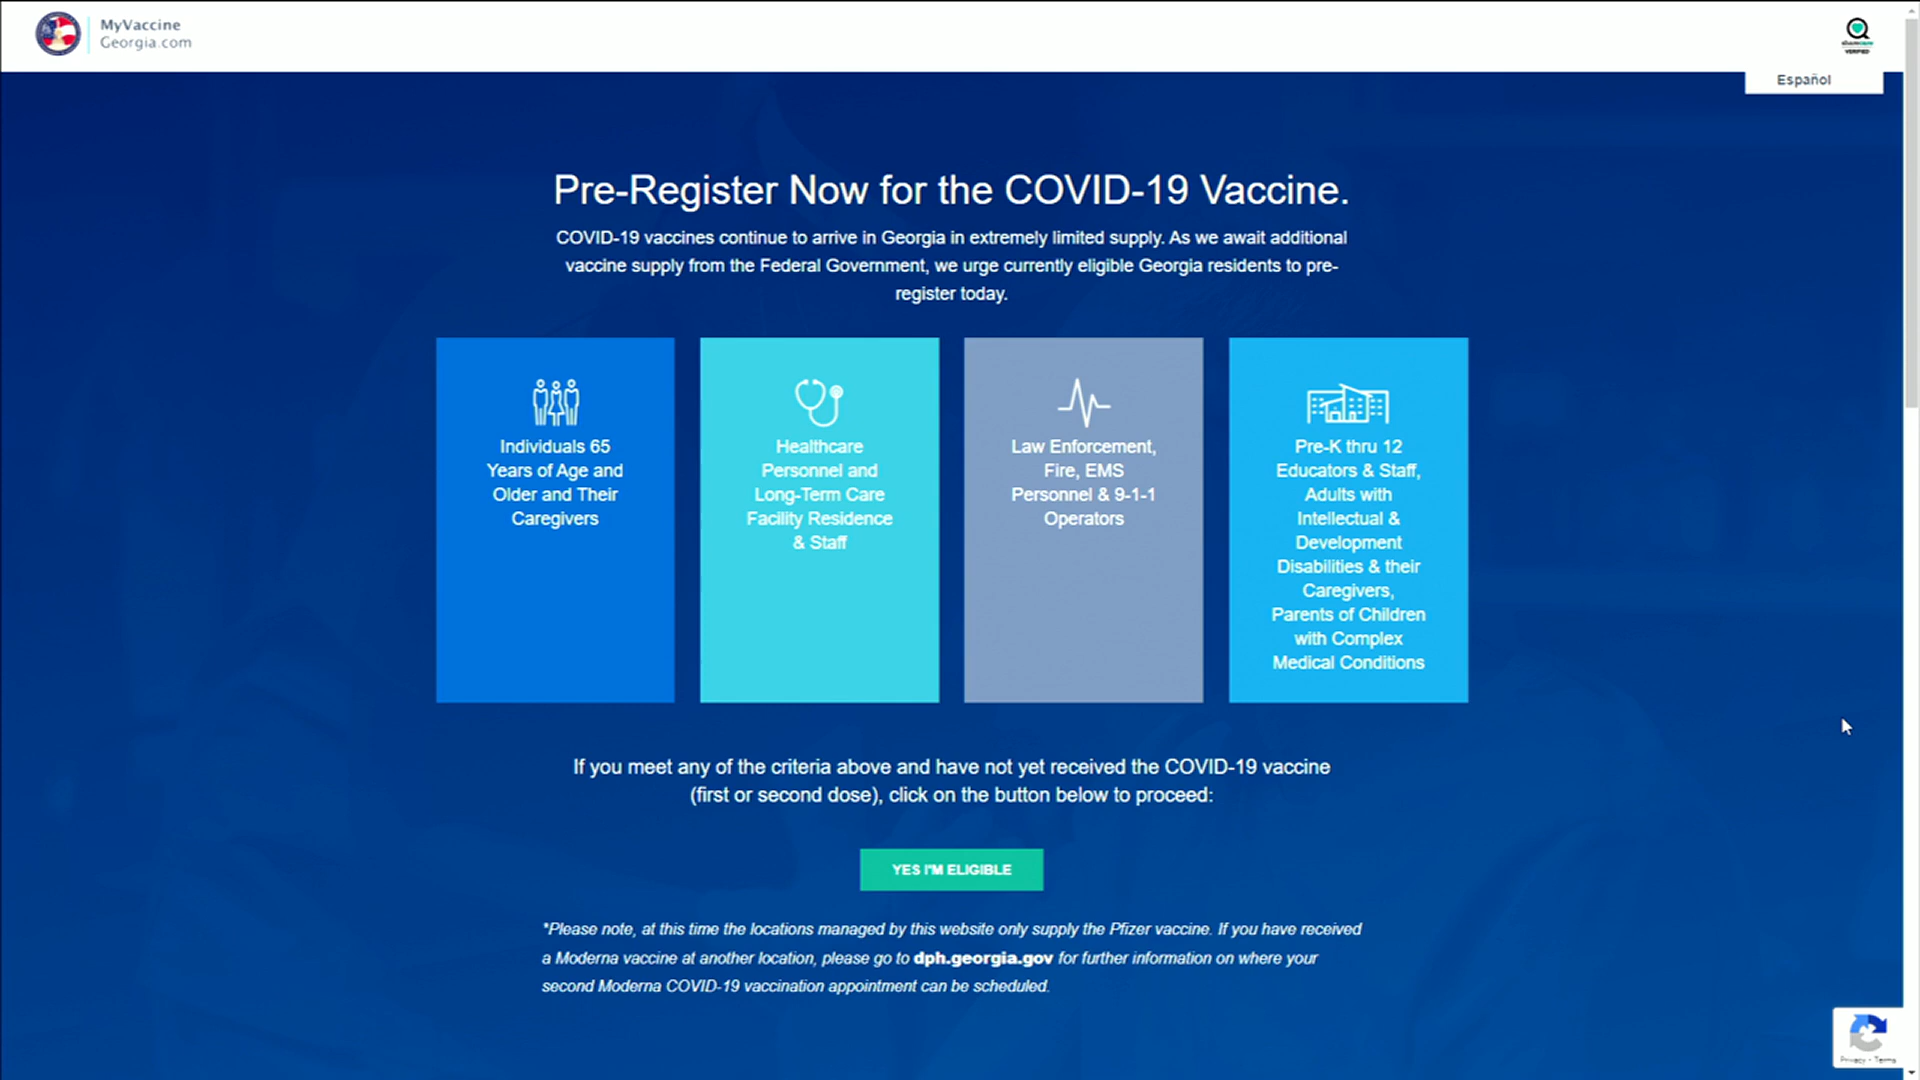 MyVaccine
Georgia.com
VERIFIED
Español
Pre-Register Now for the COVID-19 Vaccine.
COVID-19 vaccines continue to arrive in Georgia in extremely limited supply. As we await additional
vaccine supply from the Federal Government, we urge currently eligible Georgia residents to pre-
register today.
Individuals 65
Years of Age and
Older and Their
Caregivers
Healthcare
Personnel and
Long-Term Care
Facility Residence
& Staff
Law Enforcement,
Fire, EMS
Personnel & 9-1-1
Operators
Pre-K thru 12
Educators & Staff,
Adults with
Intellectual &
Development
Disabilities & their
Caregivers,
Parents of Children
with Complex
Medical Conditions
If you meet any of the criteria above and have not yet received the COVID-19 vaccine
(first or second dose), click on the button below to proceed:
YES I'M ELIGIBLE
*Please note, at this time the locations managed by this website only supply the Pfizer vaccine. If you have received
a Moderna vaccine at another location, please go to dph.georgia.gov for further information on where your
second Moderna COVID-19 vaccination appointment can be scheduled.
Privacy - Terms